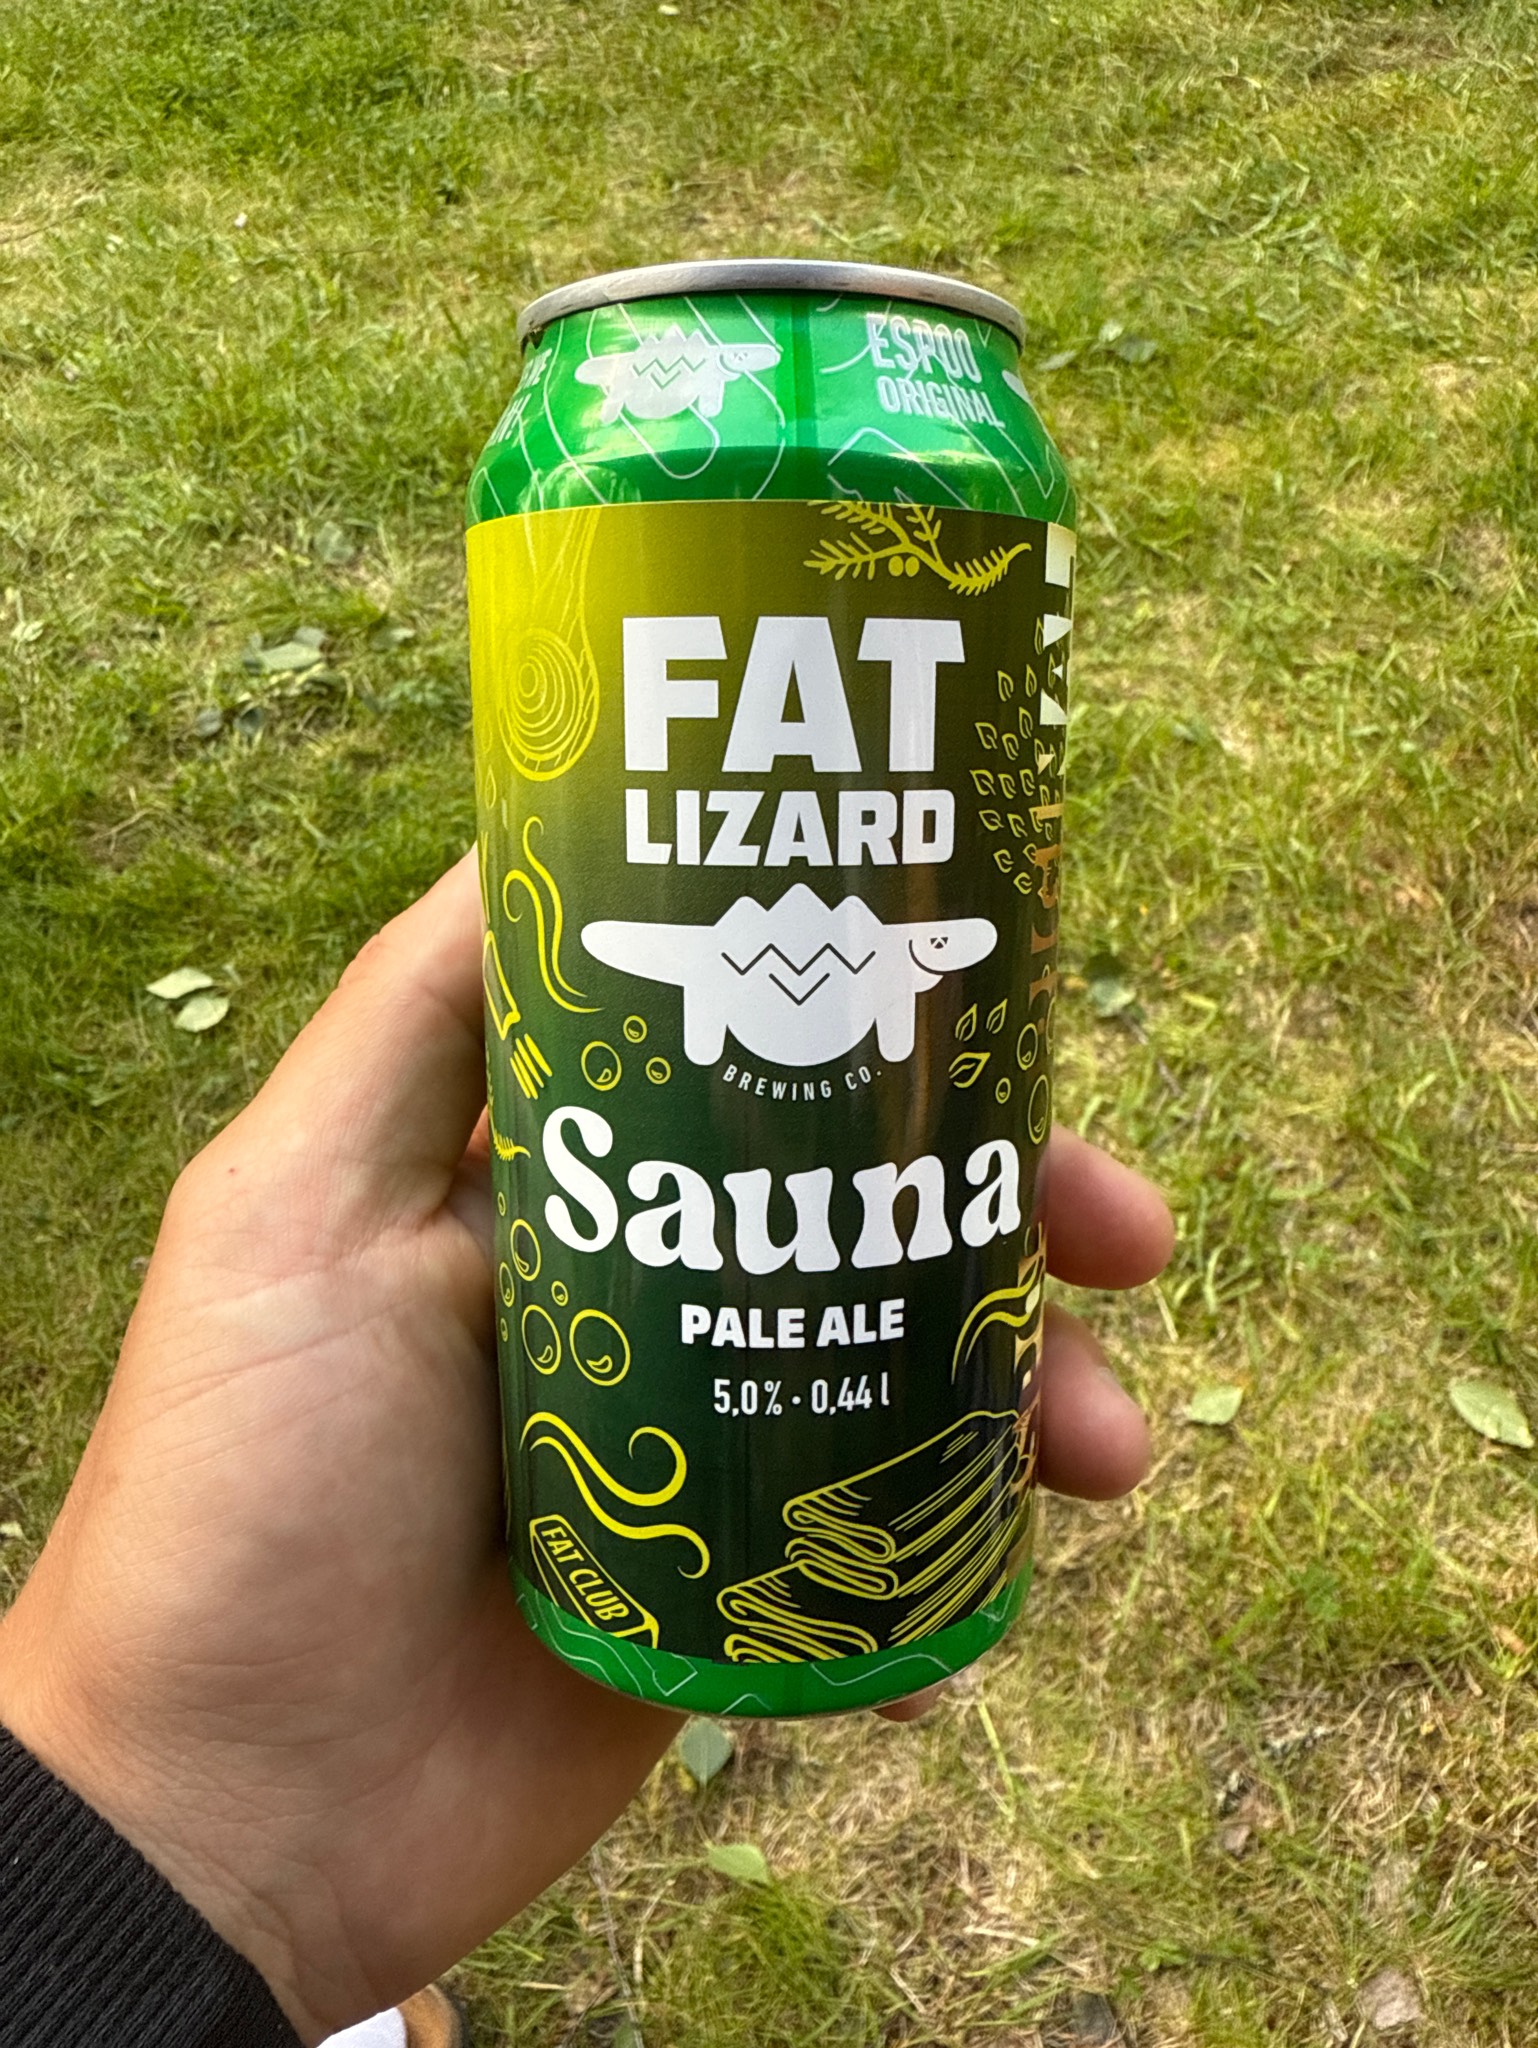 ESPOO
ORIGINAL
FAT
LIZARD
BREWING CO.
Sauna
PALE ALE
5,0% · 0,44 l
FAT CLUB